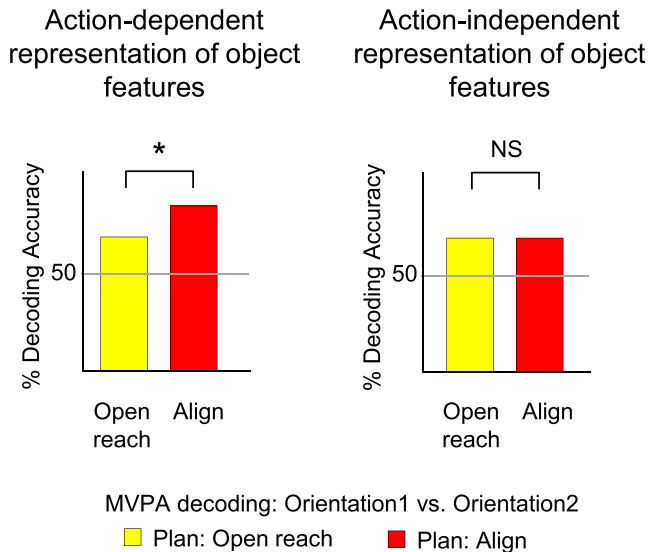 Action-dependent
representation of object
features
Action-independent
representation of object
features
*
NS
% Decoding Accuracy
50
% Decoding Accuracy
50
Open
reach
Align
Open
reach
Align
MVPA decoding: Orientation1 vs. Orientation2
Plan: Open reach
Plan: Align